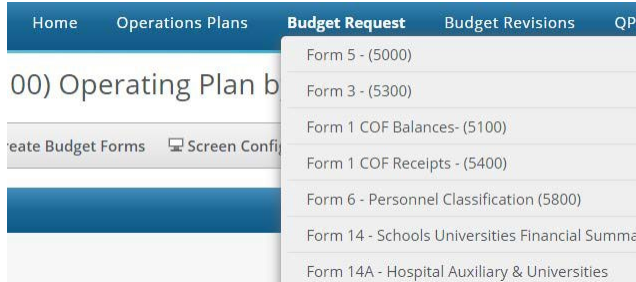 Home Operations Plans Budget Request Budget Revisions
Form 5 - (5000)
00) Operating Plan
Form 3 - (5300)
Form 1 COF Balances- (5100)
Budget Forms Screen
Form 1 COF Receipts - (5400)
Form 6 - Personnel Classification (5800)
Form 14 - Schools Universities Financial
Form 14A - Hospital Auxiliary & Universities